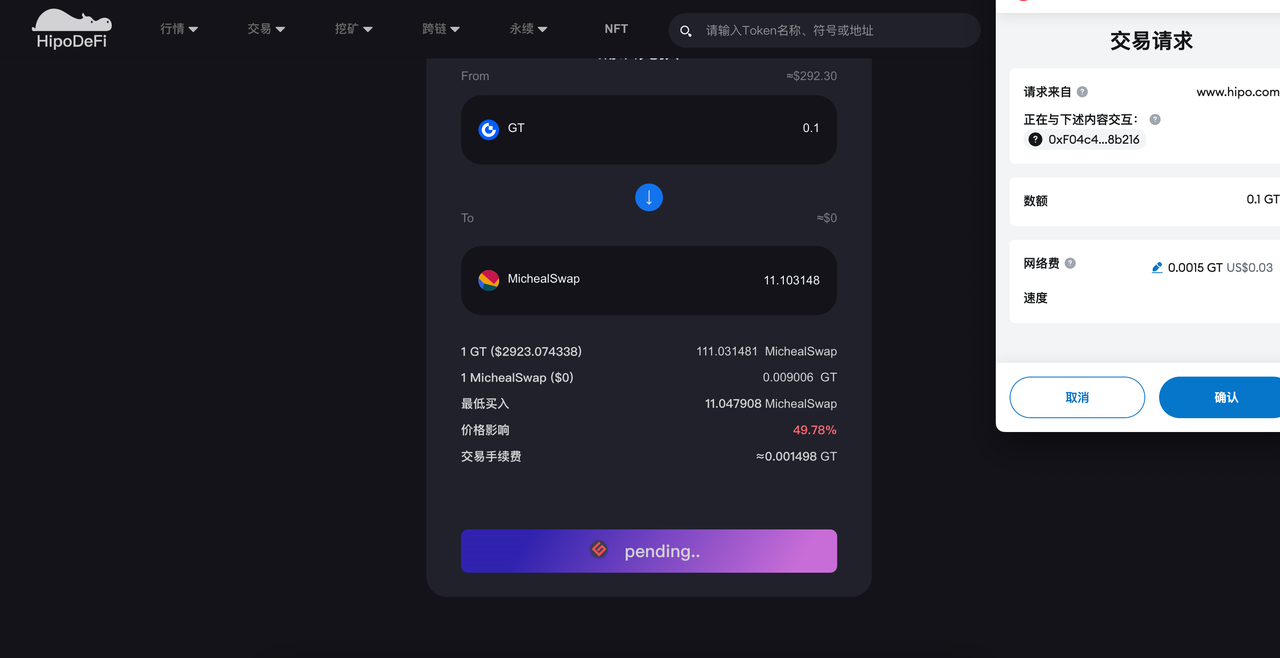 HipoDeFi
行情
交易
挖矿
跨链
永续
NFT
请输入Token名称、符号或地址
From
≈$292.30
GT
0.1
To
≈$0
MichealSwap
11.103148
1 GT ($2923.074338)
111.031481 MichealSwap
1 MichealSwap ($0)
0.009006 GT
最低买入
11.047908 MichealSwap
价格影响
49.78%
交易手续费
≈0.001498 GT
pending..
交易请求
请求来自
www.hipo.com
正在与下述内容交互：
0xF04c4...8b216
数额
0.1 GT
网络费
0.0015 GT US$0.03
速度
取消
确认